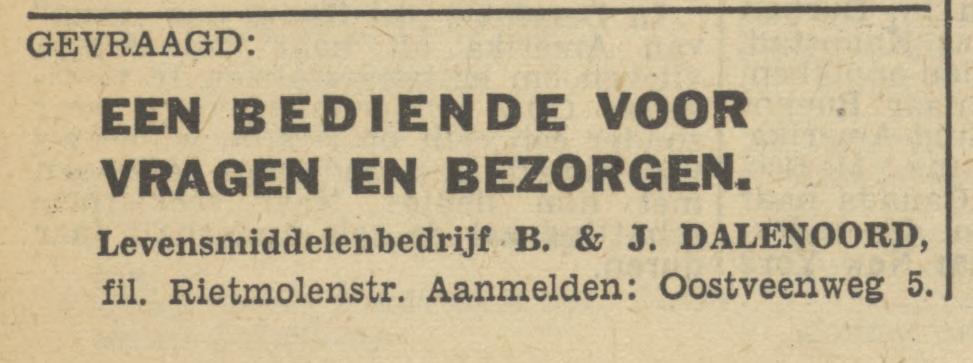 GEVRAAGD:
EEN BEDIENDE VOOR
VRAGEN EN BEZORGEN.
Levensmiddelenbedrijf B. & J. DALENOORD,
fil. Rietmolenstr. Aanmelden: Oostveenweg 5.